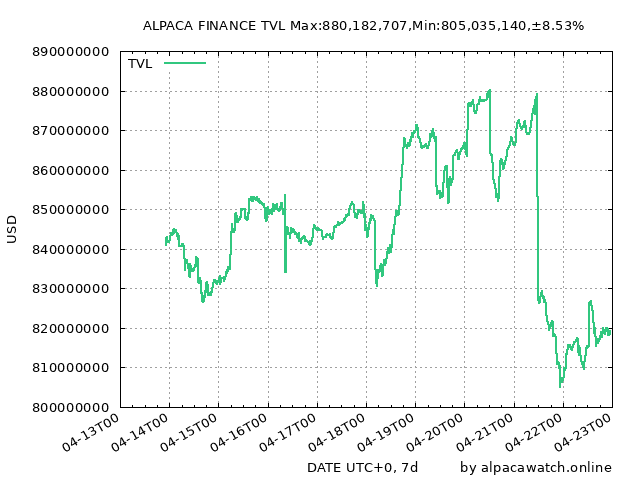 ALPACA FINANCE TVL Max:880,182,707,Min:805,035,140,±8.53%
890000000
TVL
880000000
870000000
860000000
850000000
840000000
830000000
820000000
810000000
800000000
USD
04-13T00
04-14T00
04-15T00
04-16T00
04-17T00
04-18T00
04-19T00
04-20T00
04-21T00
04-22T00
04-23T00
DATE UTC+0, 7d
by alpacawatch.online